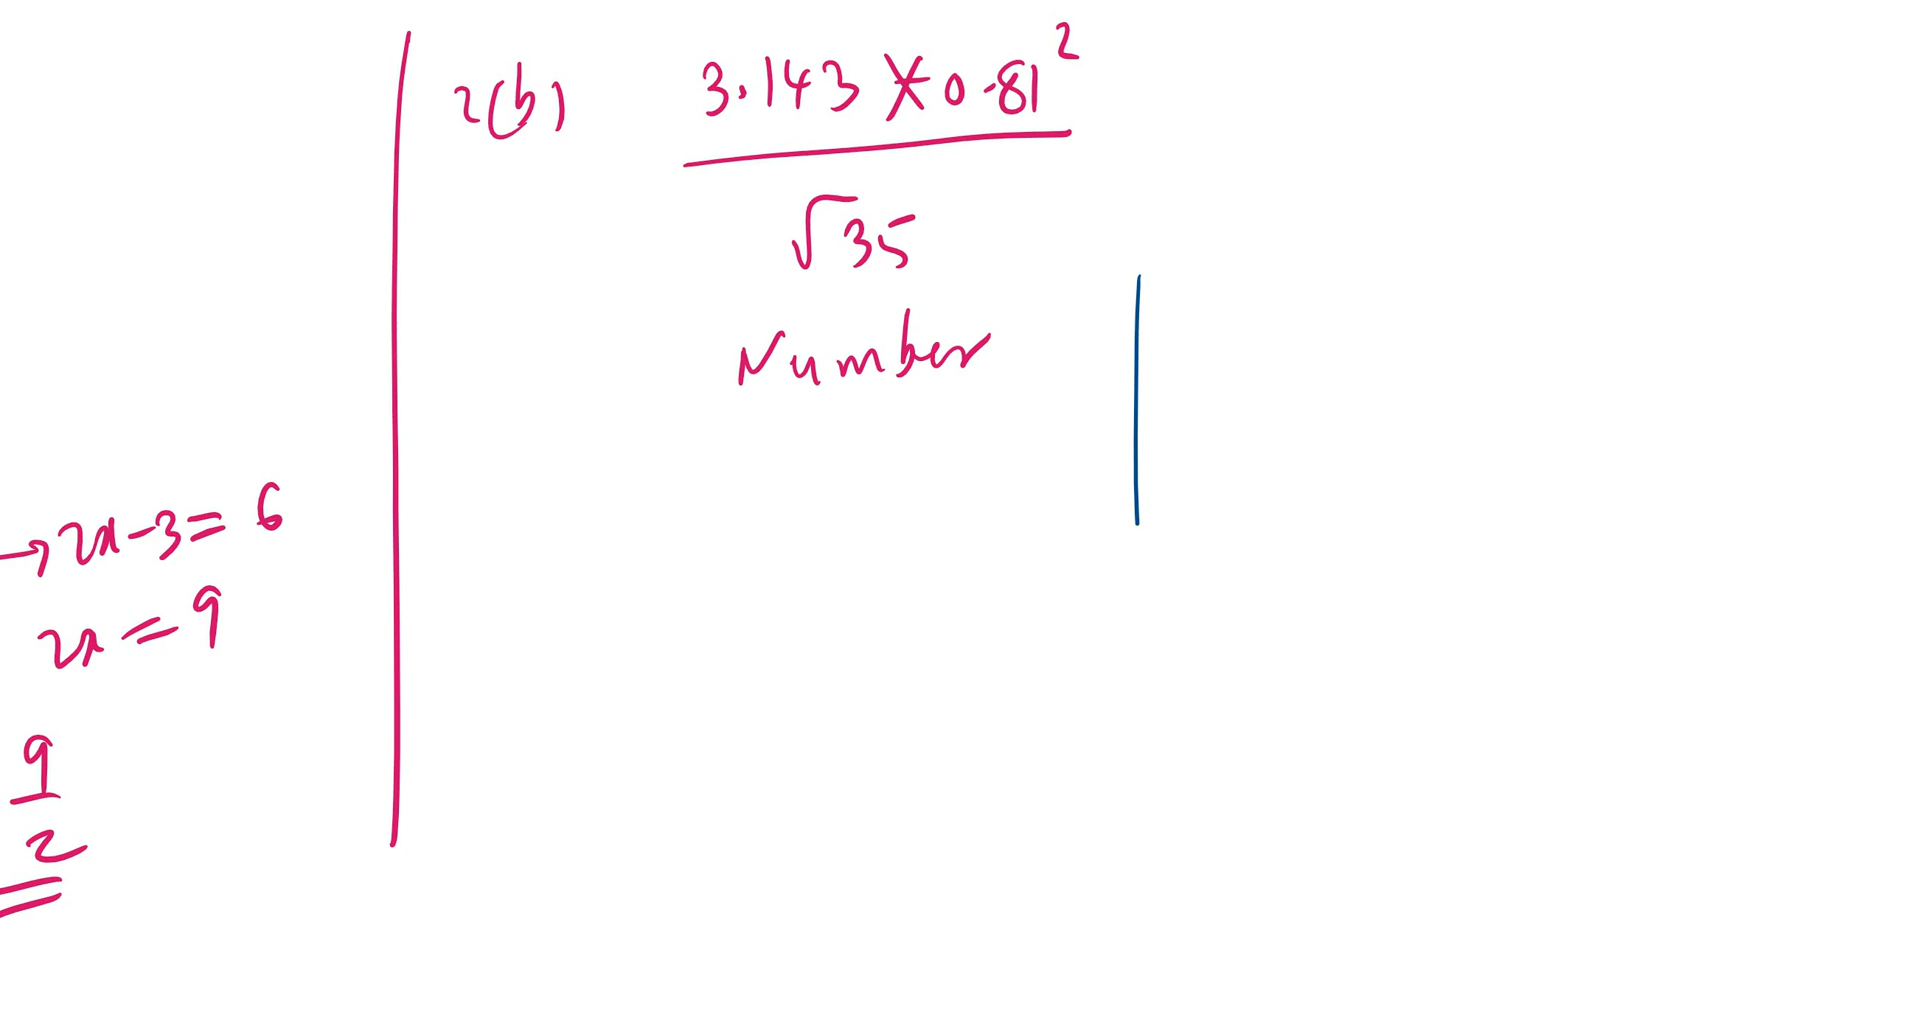 → 2x - 3 = 6
2x = 9
9
2
2(b) 3.143 * 0.81²
√35
Number